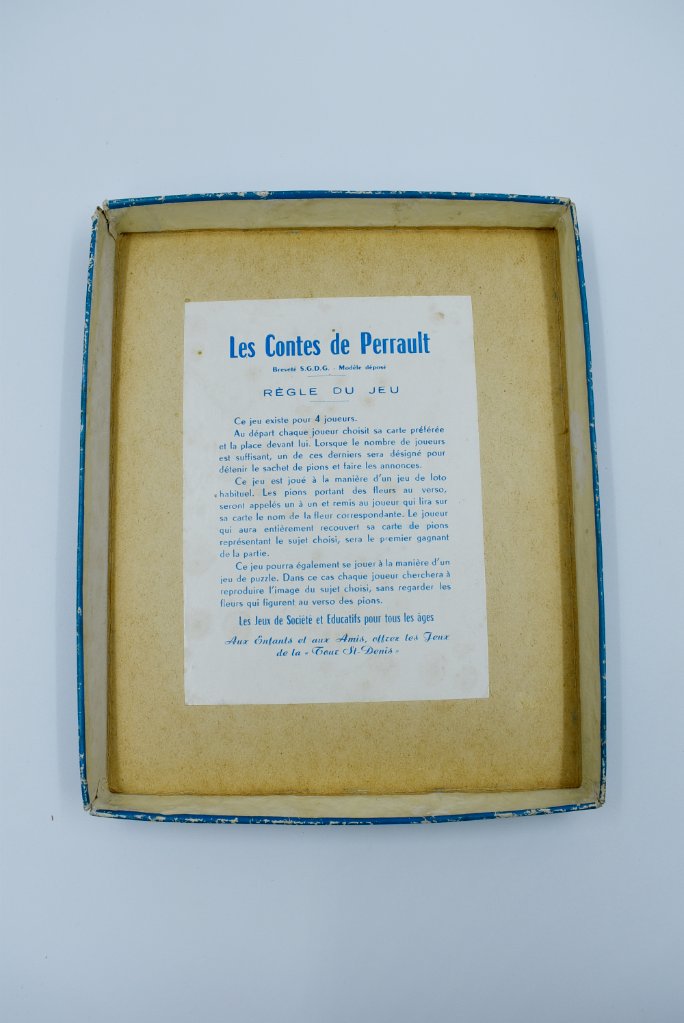 Les Contes de Perrault
Breveté S.G.D.G. - Modèle déposé
RÈGLE DU JEU
Ce jeu existe pour 4 joueurs.
Au départ chaque joueur choisit sa carte préférée
et la place devant lui. Lorsque le nombre de joueurs
est suffisant, un de ces derniers sera désigné pour
détenir le sachet de pions et faire les annonces.
Ce jeu est joué à la manière d'un jeu de loto
habituel. Les pions portant des fleurs au verso,
seront appelés un à un et remis au joueur qui lira sur
sa carte le nom de la fleur correspondante. Le joueur
qui aura entièrement recouvert sa carte de pions
représentant le sujet choisi, sera le premier gagnant
de la partie.
Ce jeu pourra également se jouer à la manière d'un
jeu de puzzle. Dans ce cas chaque joueur cherchera à
reproduire l'image du sujet choisi, sans regarder les
fleurs qui figurent au verso des pions.
Les Jeux de Société et Educatifs pour tous les âges
Aux Enfants et aux Amis, offrez les Jeux
de la « Tour St-Denis »